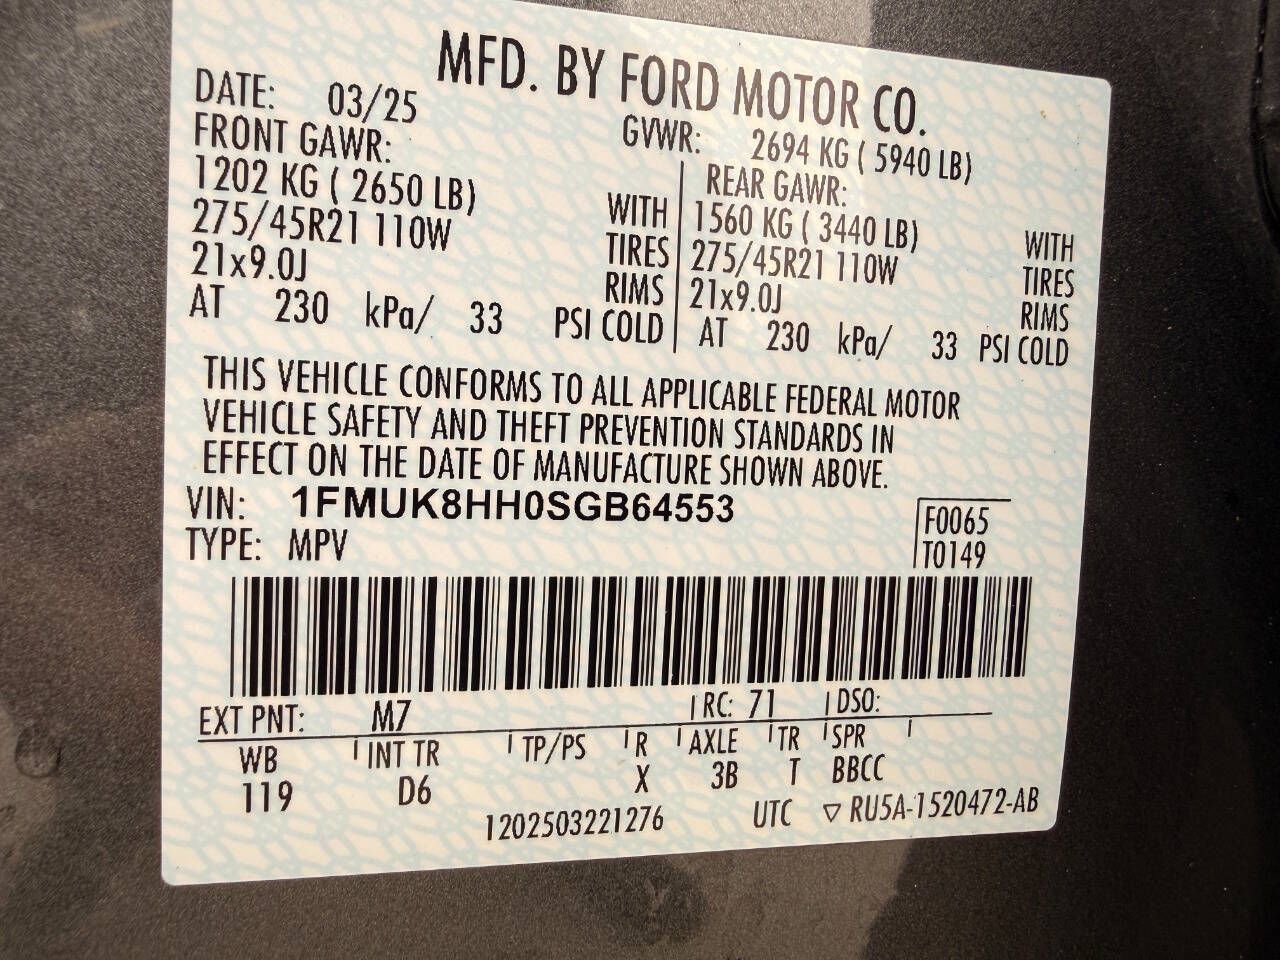 MFD. BY FORD MOTOR CO.
DATE: 03/25 GVWR: 2694 KG ( 5940 LB)
FRONT GAWR: REAR GAWR:
1202 KG ( 2650 LB) WITH 1560 KG ( 3440 LB) WITH
275/45R21 110W TIRES 275/45R21 110W TIRES
21x9.0J RIMS 21x9.0J RIMS
AT 230 kPa/ 33 PSI COLD AT 230 kPa/ 33 PSI COLD
THIS VEHICLE CONFORMS TO ALL APPLICABLE FEDERAL MOTOR
VEHICLE SAFETY AND THEFT PREVENTION STANDARDS IN
EFFECT ON THE DATE OF MANUFACTURE SHOWN ABOVE.
VIN: 1FMUK8HH0SGB64553 F0065
TYPE: MPV T0149
EXT PNT: M7 RC: 71 DSO:
WB INT TR TP/PS R AXLE TR SPR
119 D6 X 3B T BBCC
1202503221276 UTC ▽ RU5A-1520472-AB